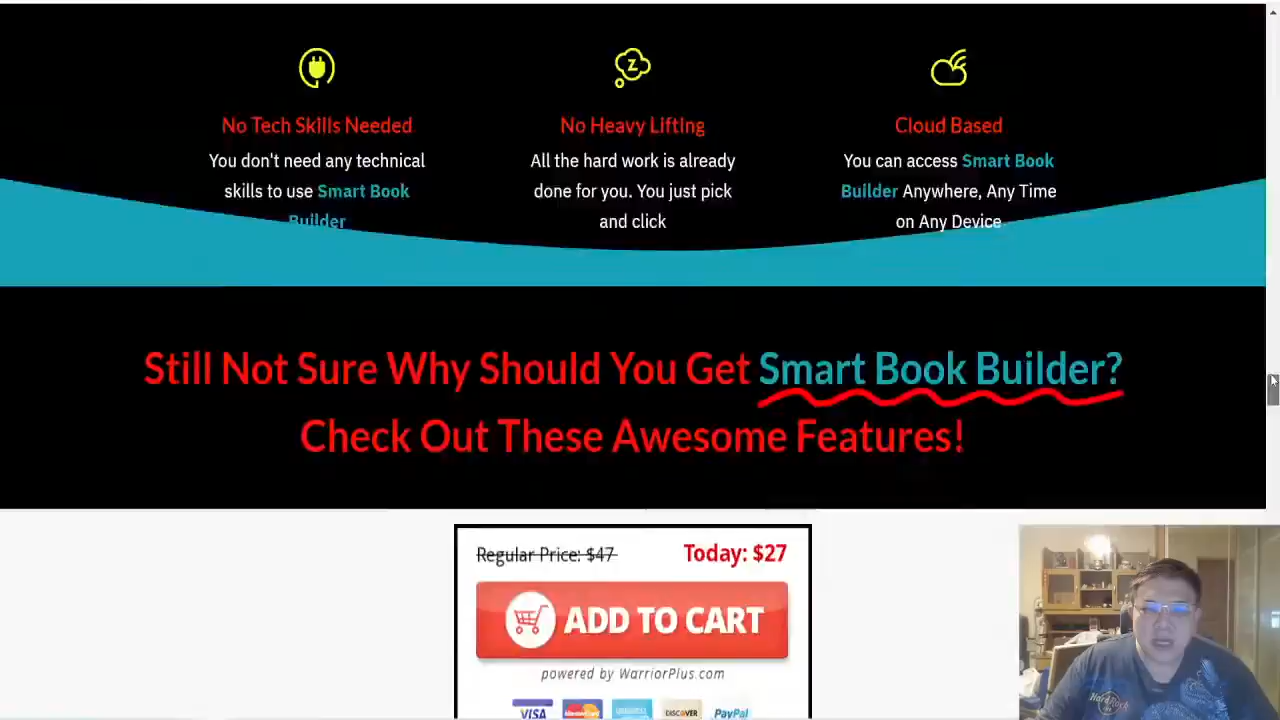 No Tech Skills Needed
You don't need any technical
skills to use Smart Book
Builder
No Heavy Lifting
All the hard work is already
done for you. You just pick
and click
Cloud Based
You can access Smart Book
Builder Anywhere, Any Time
on Any Device
Still Not Sure Why Should You Get Smart Book Builder?
Check Out These Awesome Features!
Regular Price: $47
Today: $27
ADD TO CART
powered by WarriorPlus.com
VISA
MasterCard
DISCOVER
PayPal
Hard Rock